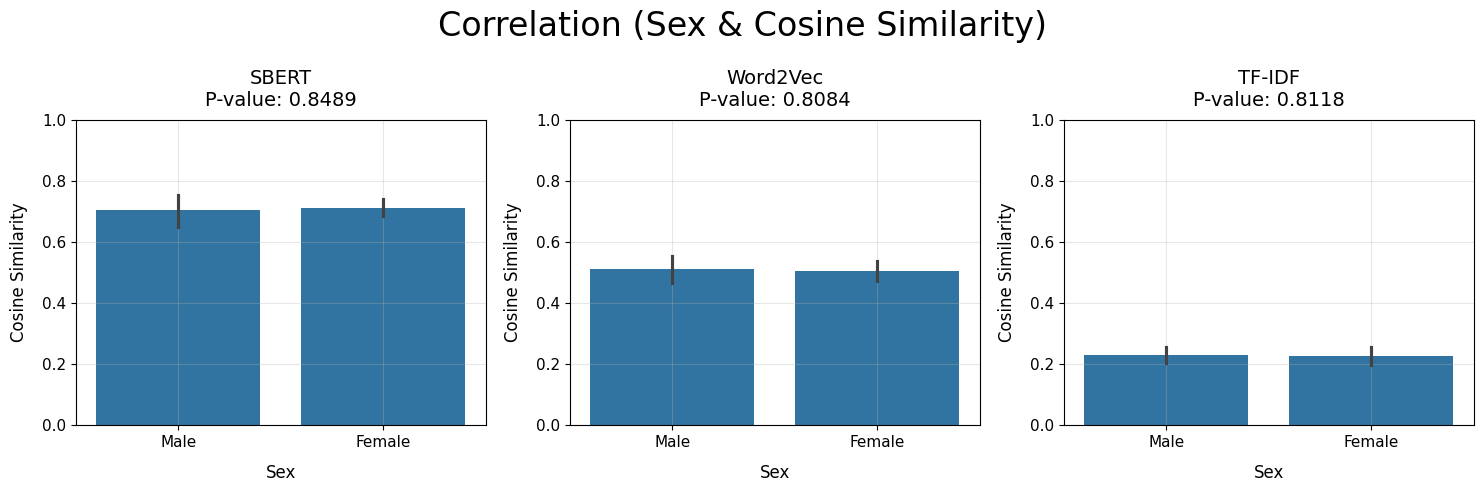 Correlation (Sex & Cosine Similarity)
SBERT
P-value: 0.8489
1.0
0.8
0.6
0.4
0.2
0.0
Cosine Similarity
Male
Female
Sex
Word2Vec
P-value: 0.8084
1.0
0.8
0.6
0.4
0.2
0.0
Cosine Similarity
Male
Female
Sex
TF-IDF
P-value: 0.8118
1.0
0.8
0.6
0.4
0.2
0.0
Cosine Similarity
Male
Female
Sex